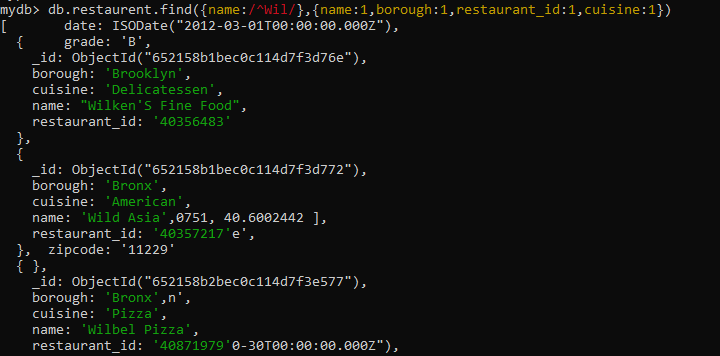 mydb> db.restaurent.find({name:/^Wil/},{name:1,borough:1,restaurant_id:1,cuisine:1})
[       date: ISODate("2012-03-01T00:00:00.000Z"),
  {     grade: 'B',
    _id: ObjectId("652158b1bec0c114d7f3d76e"),
    borough: 'Brooklyn',
    cuisine: 'Delicatessen',
    name: "Wilken'S Fine Food",
    restaurant_id: '40356483'
  },
  {
    _id: ObjectId("652158b1bec0c114d7f3d772"),
    borough: 'Bronx',
    cuisine: 'American',
    name: 'Wild Asia',0751, 40.6002442 ],
    restaurant_id: '40357217'e',
  },  zipcode: '11229'
  { },
    _id: ObjectId("652158b2bec0c114d7f3e577"),
    borough: 'Bronx',n',
    cuisine: 'Pizza',
    name: 'Wilbel Pizza',
    restaurant_id: '40871979'0-30T00:00:00.000Z"),